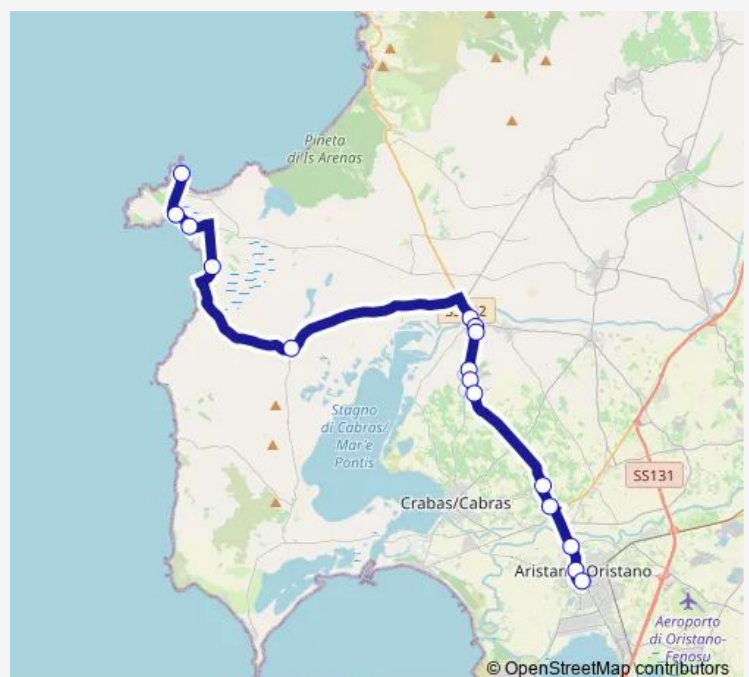 Pineta
di Is Arenas
Stagno
di Cabras/
Mar'e
Pontis
SS131
Crabas/Cabras
Oristano
Aeroporto
di Oristano-
Fenosu
© OpenStreetMap contributors